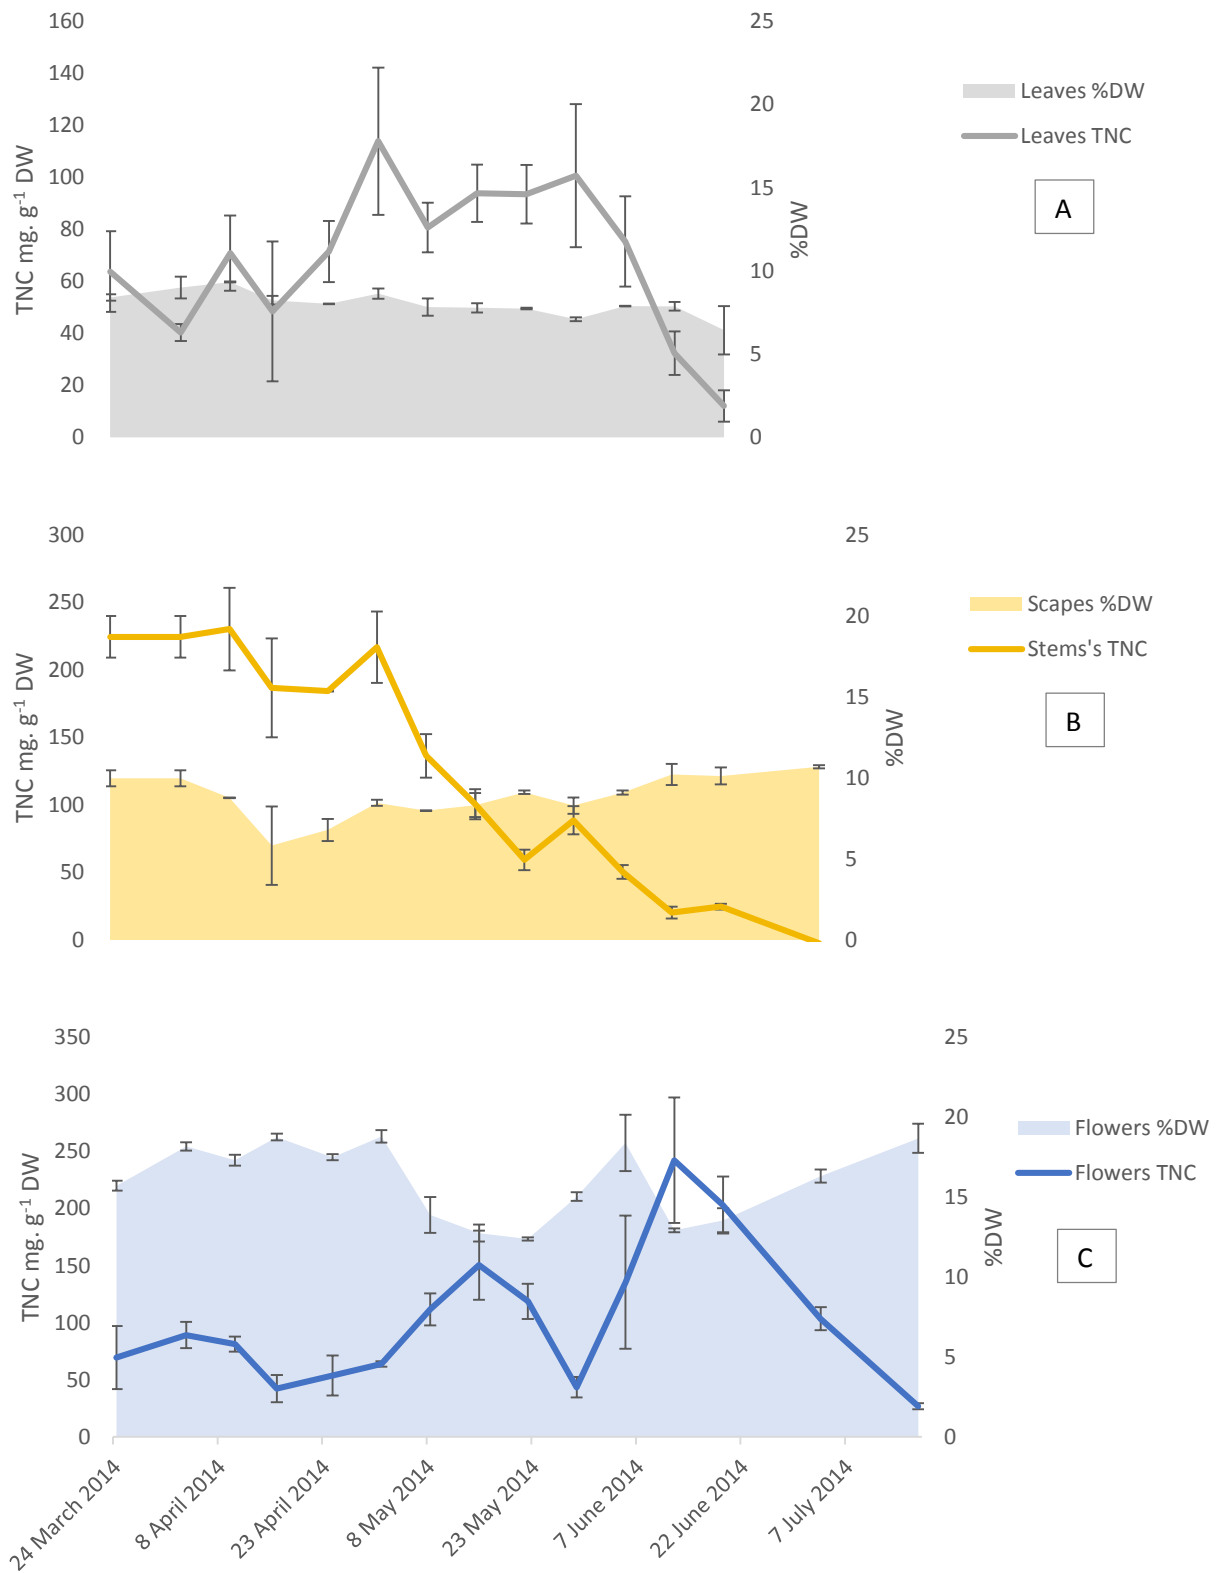 160
140
120
100
80
60
40
20
0
TNC mg. g⁻¹ DW
25
20
15
10
5
0
%DW
Leaves %DW
Leaves TNC
A
300
250
200
150
100
50
0
TNC mg. g⁻¹ DW
25
20
15
10
5
0
%DW
Scapes %DW
Stems's TNC
B
350
300
250
200
150
100
50
0
TNC mg. g⁻¹ DW
25
20
15
10
5
0
%DW
Flowers %DW
Flowers TNC
C
24 March 2014
8 April 2014
23 April 2014
8 May 2014
23 May 2014
7 June 2014
22 June 2014
7 July 2014